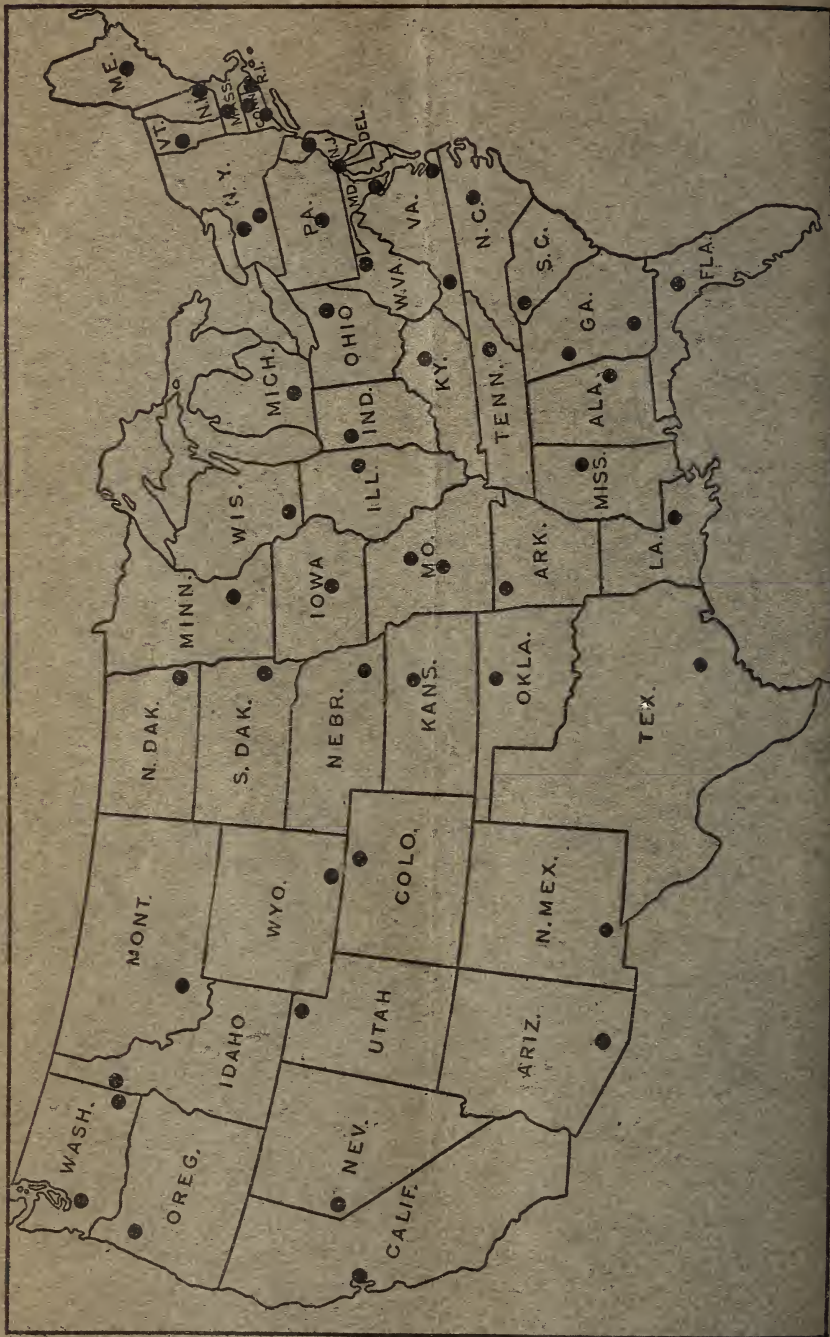 WASH.
OREG.
CALIF.
NEV.
IDAHO
MONT.
WYO.
UTAH
ARIZ.
COLO.
N.MEX.
N.DAK.
S.DAK.
NEBR.
KANS.
OKLA.
TEX.
MINN.
IOWA
MO.
ARK.
LA.
WIS.
ILL.
MICH.
IND.
OHIO
KY.
TENN.
MISS.
ALA.
GA.
FLA.
S.C.
N.C.
VA.
W.VA.
MD.
DEL.
N.J.
PA.
N.Y.
VT.
N.H.
MASS.
CONN.
R.I.
ME.